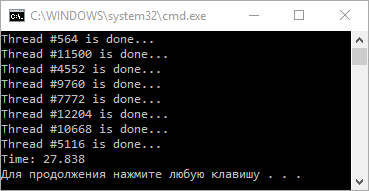 C:\WINDOWS\system32\cmd.exe
Thread #564 is done...
Thread #11500 is done...
Thread #4552 is done...
Thread #9760 is done...
Thread #7772 is done...
Thread #12204 is done...
Thread #10668 is done...
Thread #5116 is done...
Time: 27.838
Для продолжения нажмите любую клавишу . . .